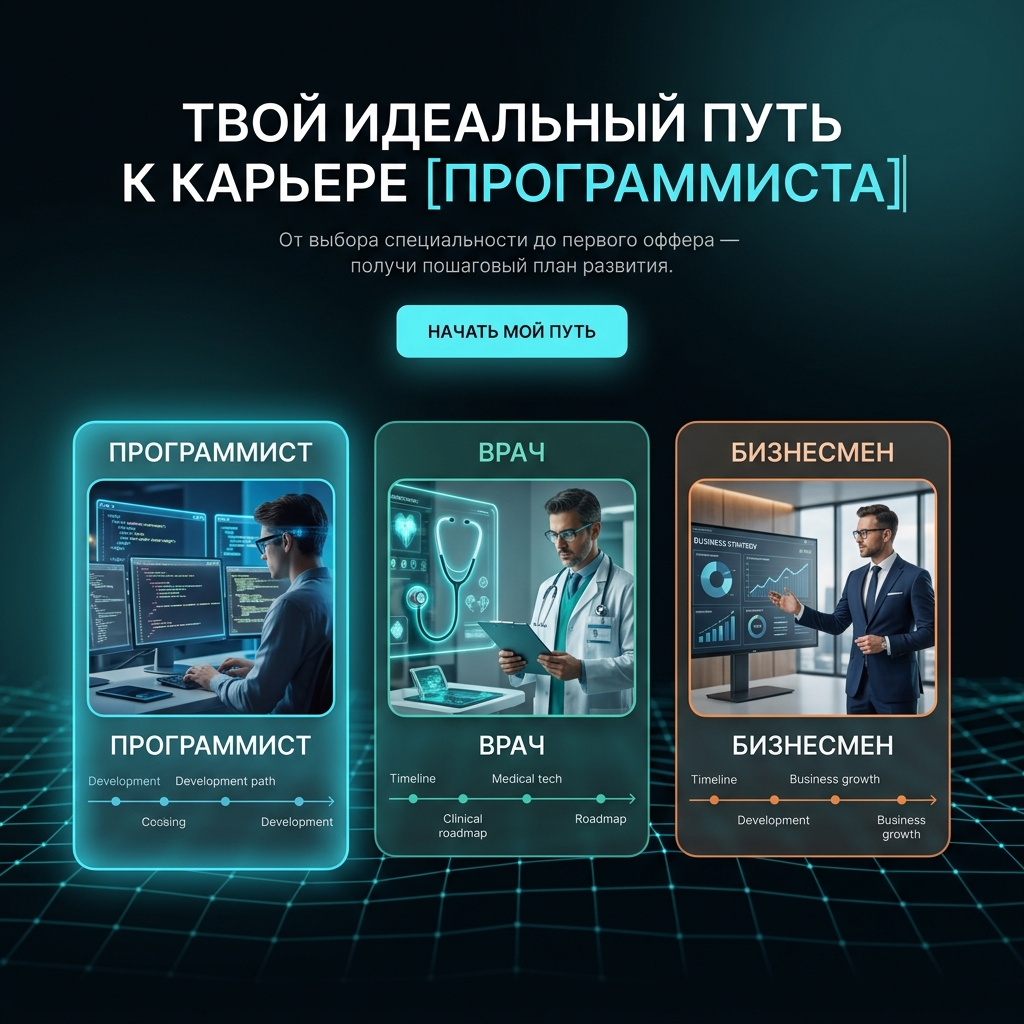 ТВОЙ ИДЕАЛЬНЫЙ ПУТЬ
К КАРЬЕРЕ [ПРОГРАММИСТА]
От выбора специальности до первого оффера —
получи пошаговый план развития.
НАЧАТЬ МОЙ ПУТЬ
ПРОГРАММИСТ
ПРОГРАММИСТ
Development Development path
Cossing Development
ВРАЧ
ВРАЧ
Timeline Medical tech
Clinical
roadmap
Roadmap
БИЗНЕСМЕН
BUSINESS STRATEGY
БИЗНЕСМЕН
Timeline Business growth
Development
Business
growth